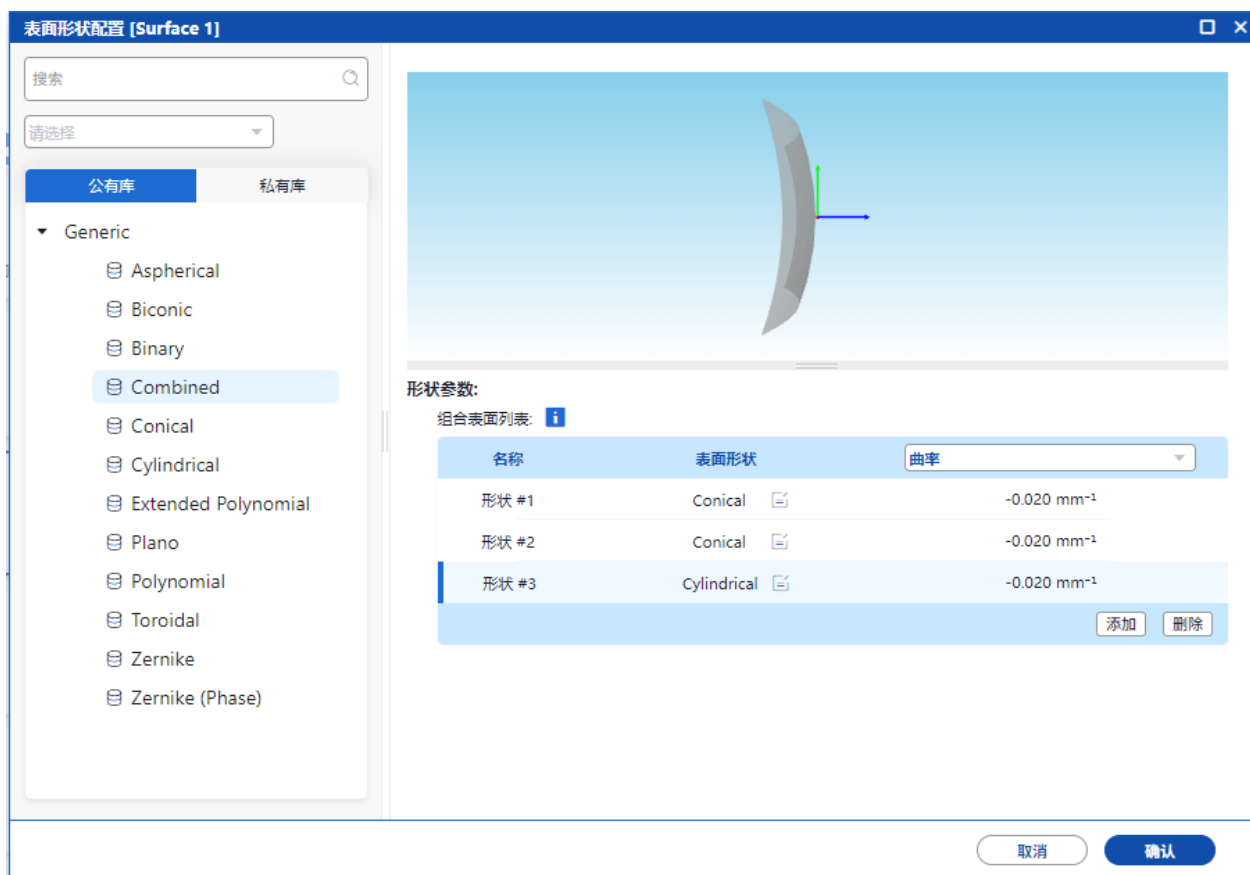 表面形状配置 [Surface 1]
搜索
请选择
公有库 私有库
Generic
Aspherical
Biconic
Binary
Combined
Conical
Cylindrical
Extended Polynomial
Plano
Polynomial
Toroidal
Zernike
Zernike (Phase)
形状参数:
组合表面列表: i
名称 表面形状 曲率
形状 #1 Conical -0.020 mm⁻¹
形状 #2 Conical -0.020 mm⁻¹
形状 #3 Cylindrical -0.020 mm⁻¹
添加 删除
取消 确认